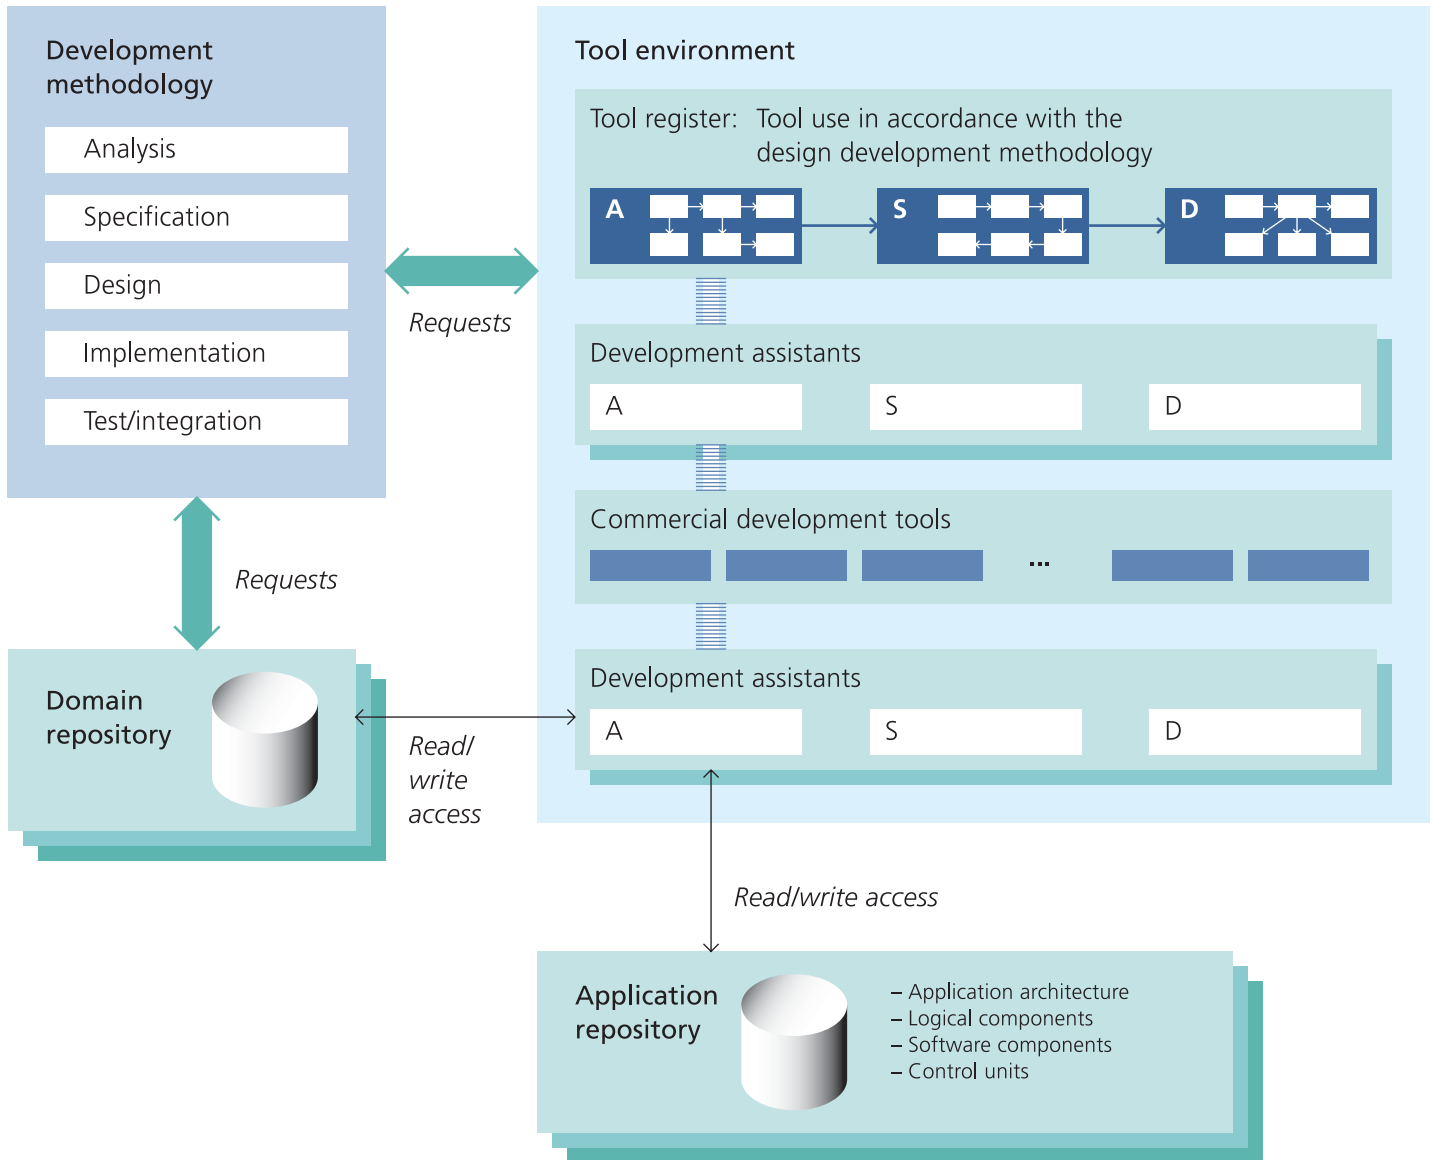 Development
methodology
Analysis
Specification
Design
Implementation
Test/integration
Requests
Requests
Domain
repository
Read/
write
access
Tool environment
Tool register: Tool use in accordance with the
design development methodology
A
S
D
Development assistants
A
S
D
Commercial development tools
...
Development assistants
A
S
D
Read/write access
Application
repository
– Application architecture
– Logical components
– Software components
– Control units